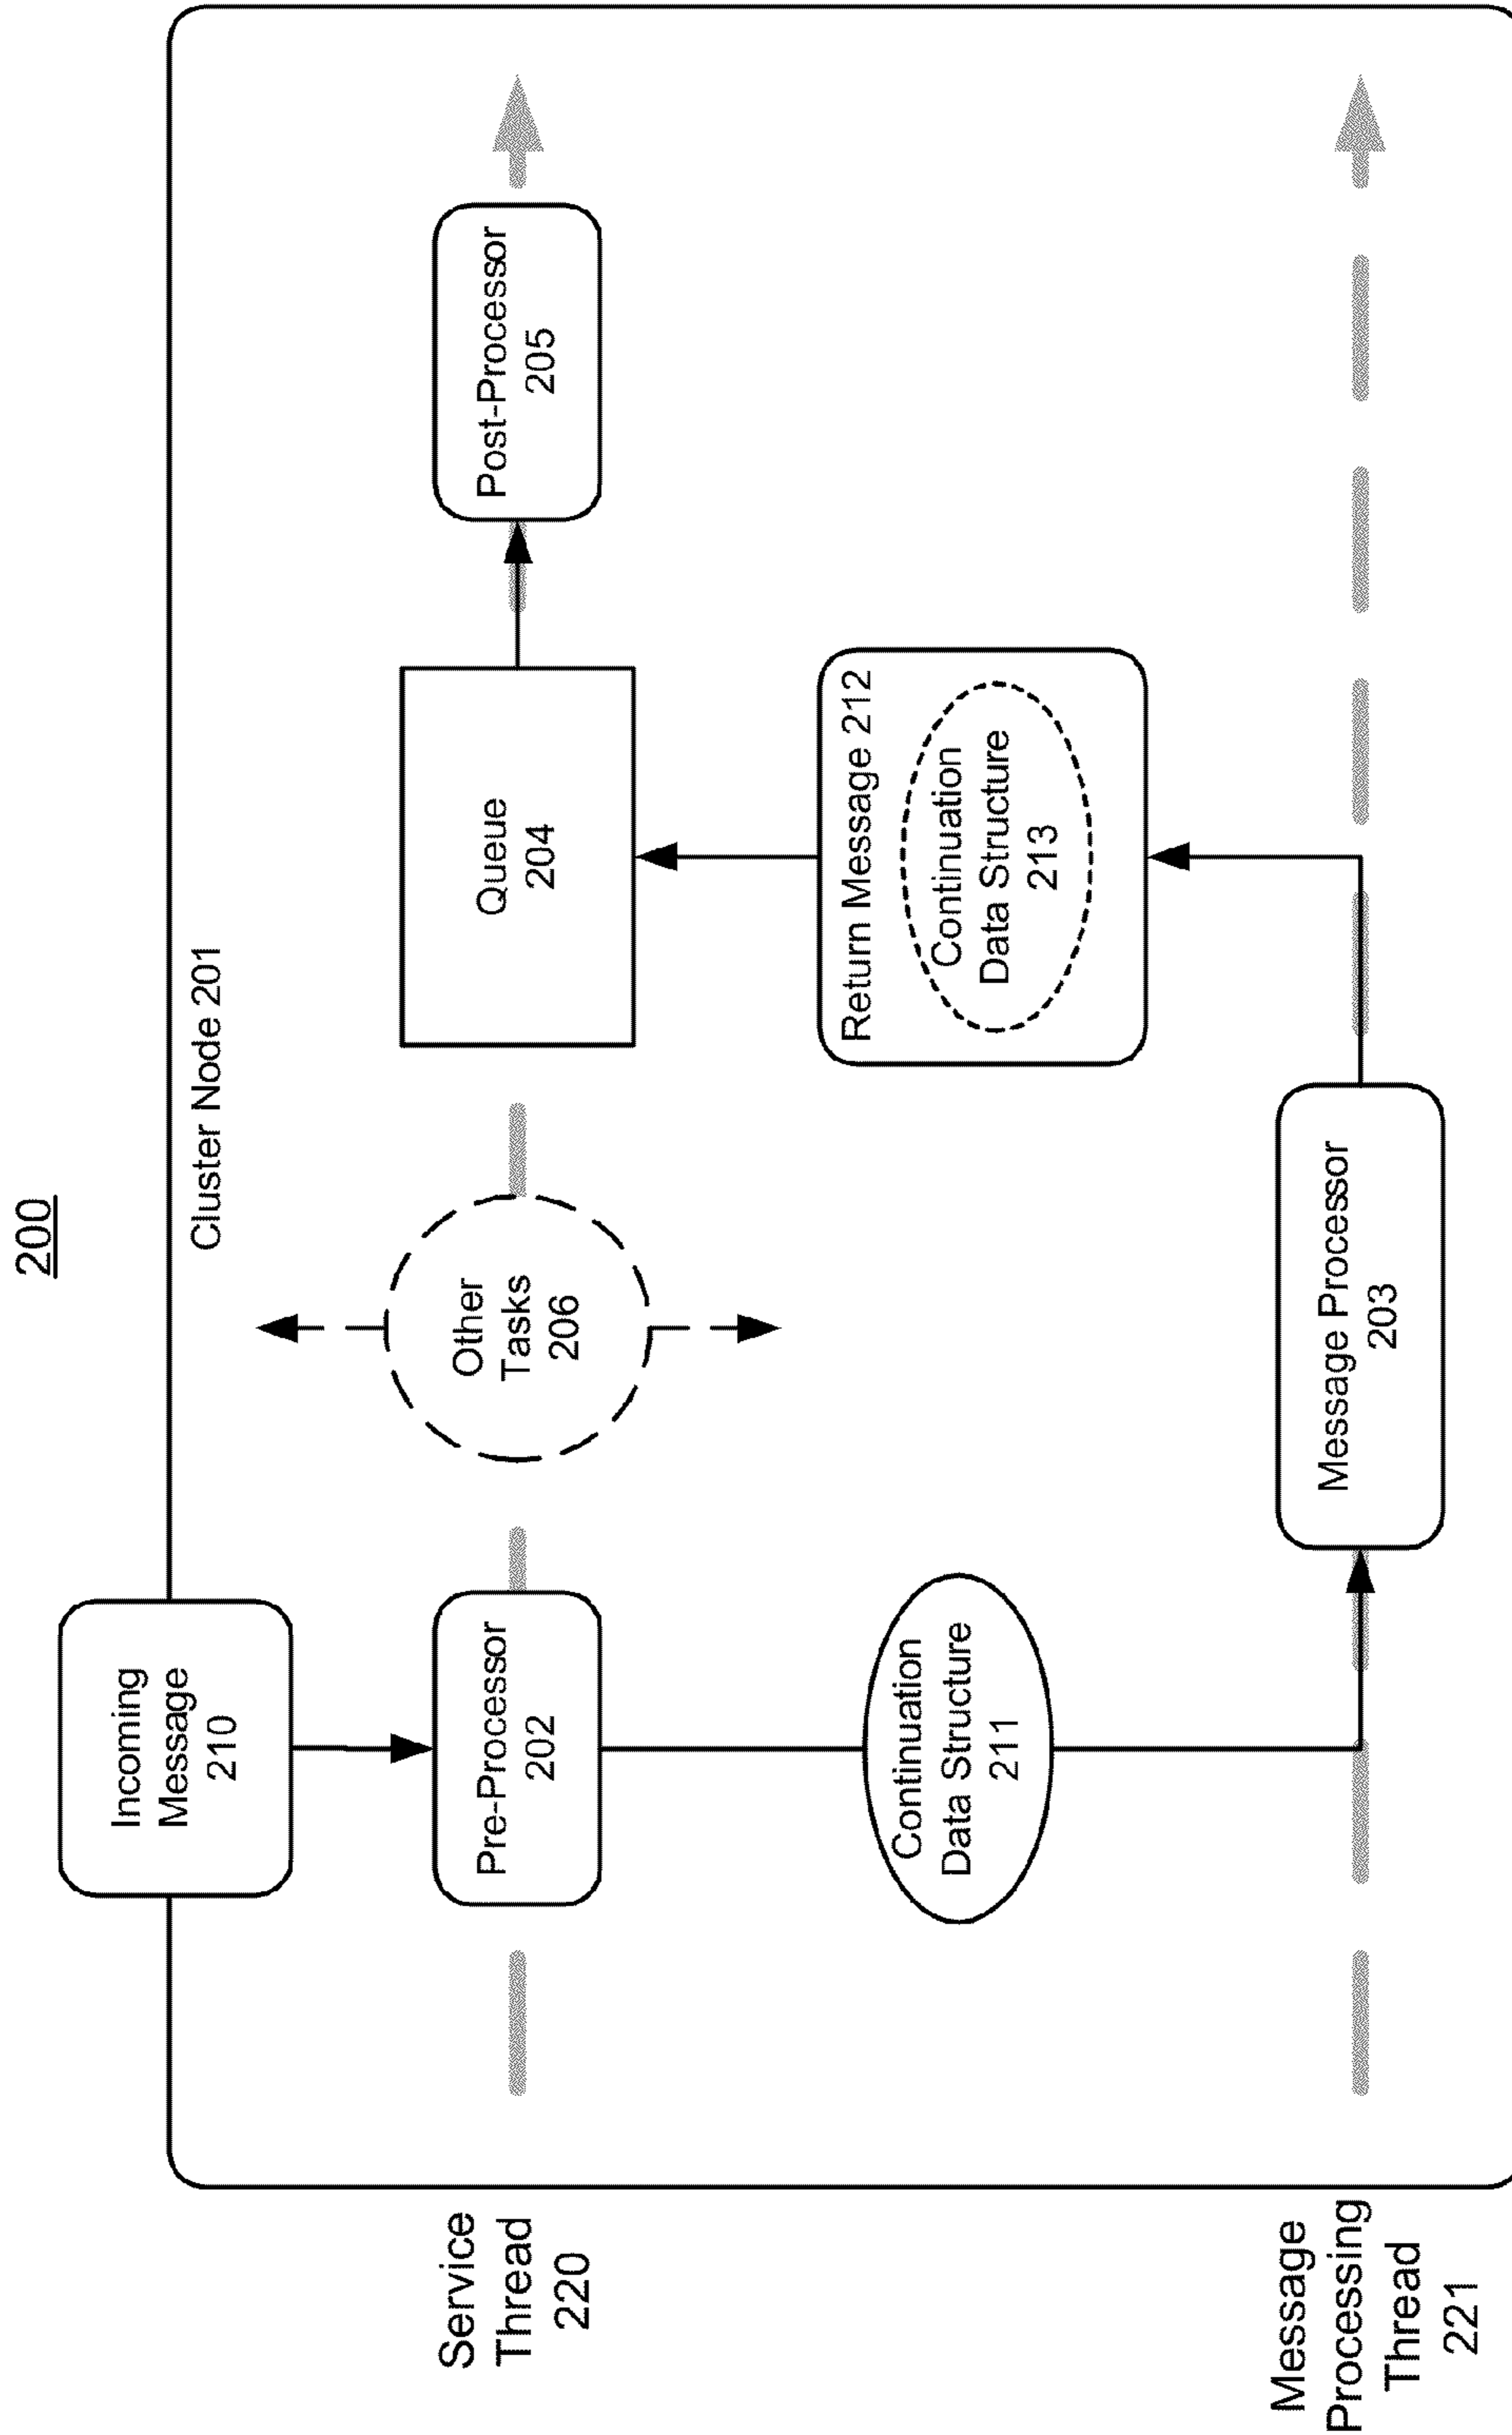 200
Cluster Node 201
Incoming
Message
210
Service
Thread
220
Pre-Processor
202
Other
Tasks
206
Queue
204
Post-Processor
205
Continuation
Data Structure
211
Return Message 212
Continuation
Data Structure
213
Message
Processing
Thread
221
Message Processor
203